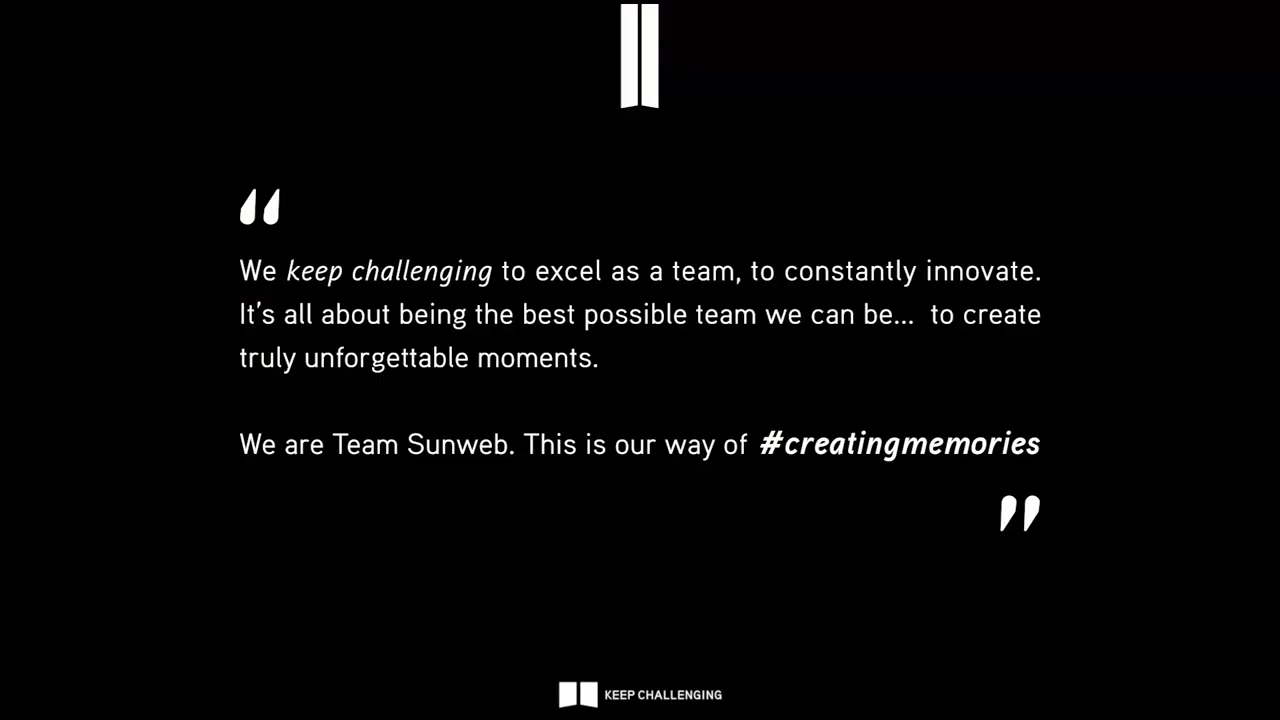 “
We keep challenging to excel as a team, to constantly innovate.
It’s all about being the best possible team we can be... to create
truly unforgettable moments.
We are Team Sunweb. This is our way of #creatingmemories
”
KEEP CHALLENGING